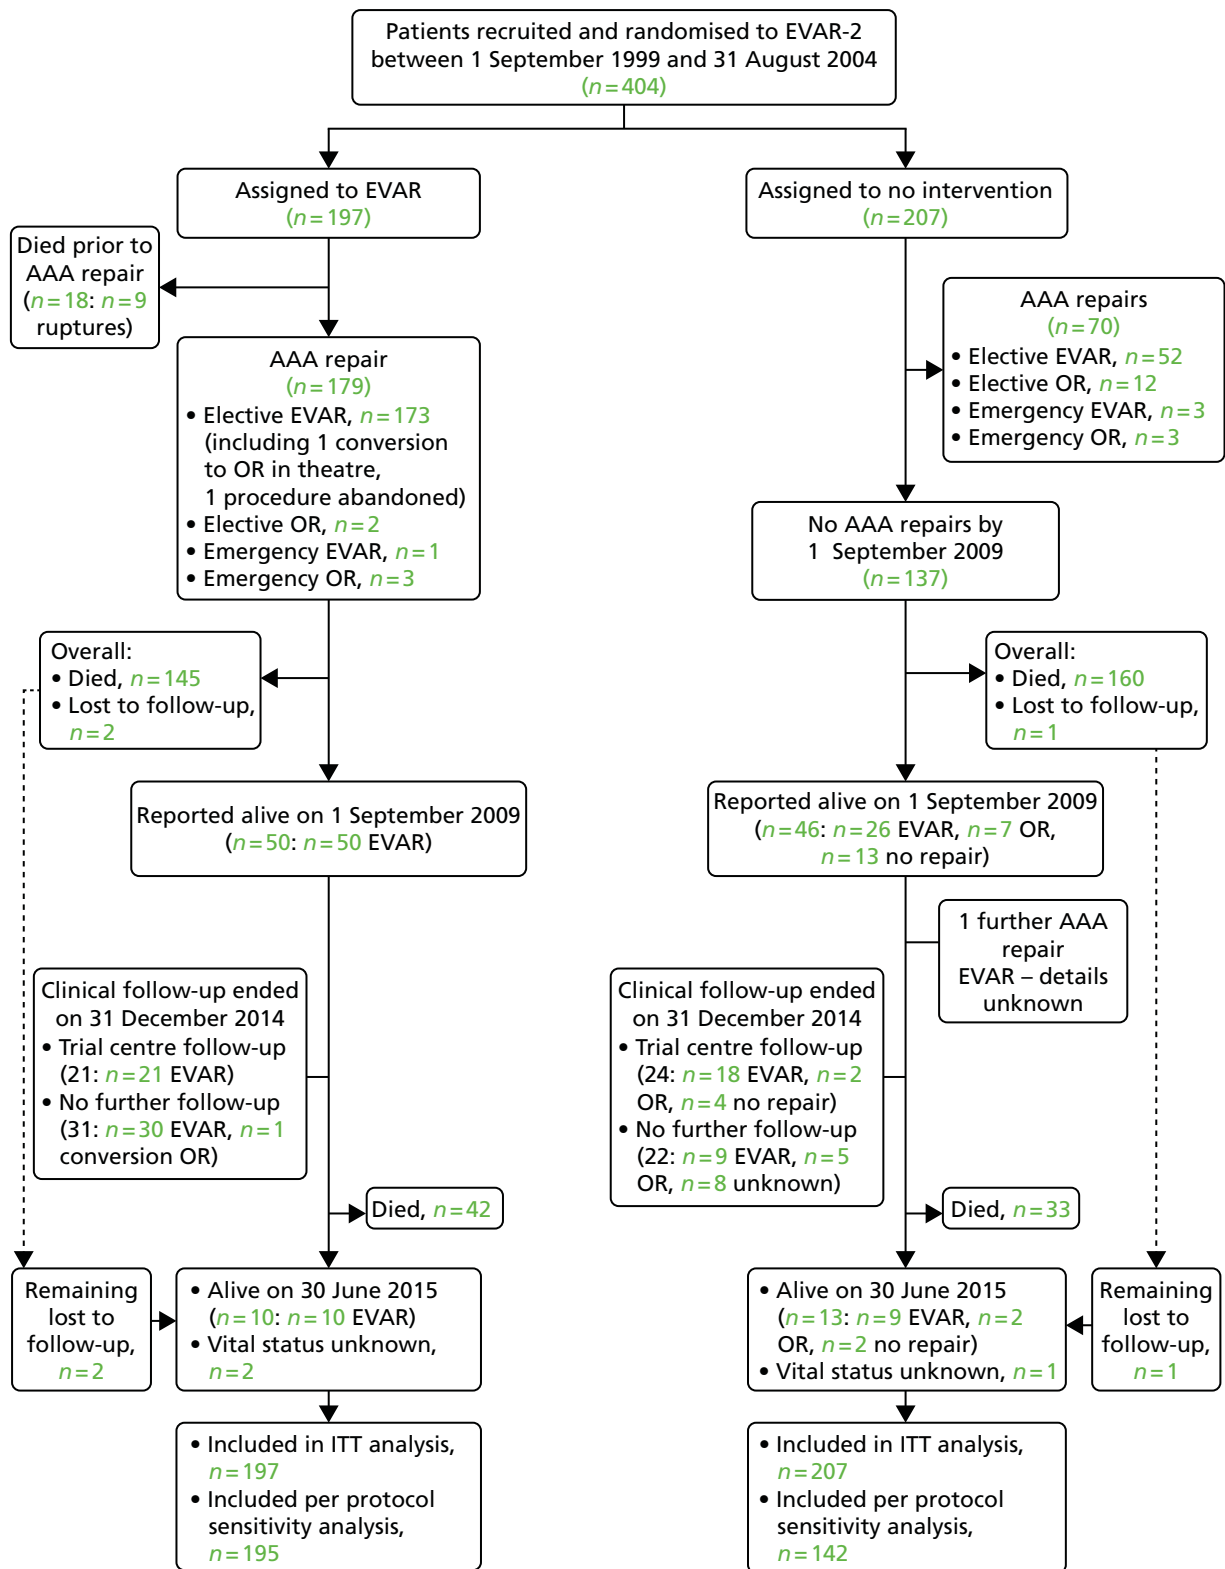 Patients recruited and randomised to EVAR-2
between 1 September 1999 and 31 August 2004
(n=404)
Assigned to EVAR
(n=197)
Assigned to no intervention
(n=207)
Died prior to
AAA repair
(n=18: n=9
ruptures)
AAA repairs
(n=70)
• Elective EVAR, n=52
• Elective OR, n=12
• Emergency EVAR, n=3
• Emergency OR, n=3
AAA repair
(n=179)
• Elective EVAR, n=173
(including 1 conversion
to OR in theatre,
1 procedure abandoned)
• Elective OR, n=2
• Emergency EVAR, n=1
• Emergency OR, n=3
No AAA repairs by
1 September 2009
(n=137)
Overall:
• Died, n=145
• Lost to follow-up,
n=2
Overall:
• Died, n=160
• Lost to follow-up,
n=1
Reported alive on 1 September 2009
(n=50: n=50 EVAR)
Reported alive on 1 September 2009
(n=46: n=26 EVAR, n=7 OR,
n=13 no repair)
1 further AAA
repair
EVAR – details
unknown
Clinical follow-up ended
on 31 December 2014
• Trial centre follow-up
(21: n=21 EVAR)
• No further follow-up
(31: n=30 EVAR, n=1
conversion OR)
Clinical follow-up ended
on 31 December 2014
• Trial centre follow-up
(24: n=18 EVAR, n=2
OR, n=4 no repair)
• No further follow-up
(22: n=9 EVAR, n=5
OR, n=8 unknown)
Died, n=42
Died, n=33
Remaining
lost to
follow-up,
n=2
• Alive on 30 June 2015
(n=10: n=10 EVAR)
• Vital status unknown,
n=2
• Alive on 30 June 2015
(n=13: n=9 EVAR, n=2
OR, n=2 no repair)
• Vital status unknown, n=1
Remaining
lost to
follow-up,
n=1
• Included in ITT analysis,
n=197
• Included per protocol
sensitivity analysis,
n=195
• Included in ITT analysis,
n=207
• Included per protocol
sensitivity analysis,
n=142